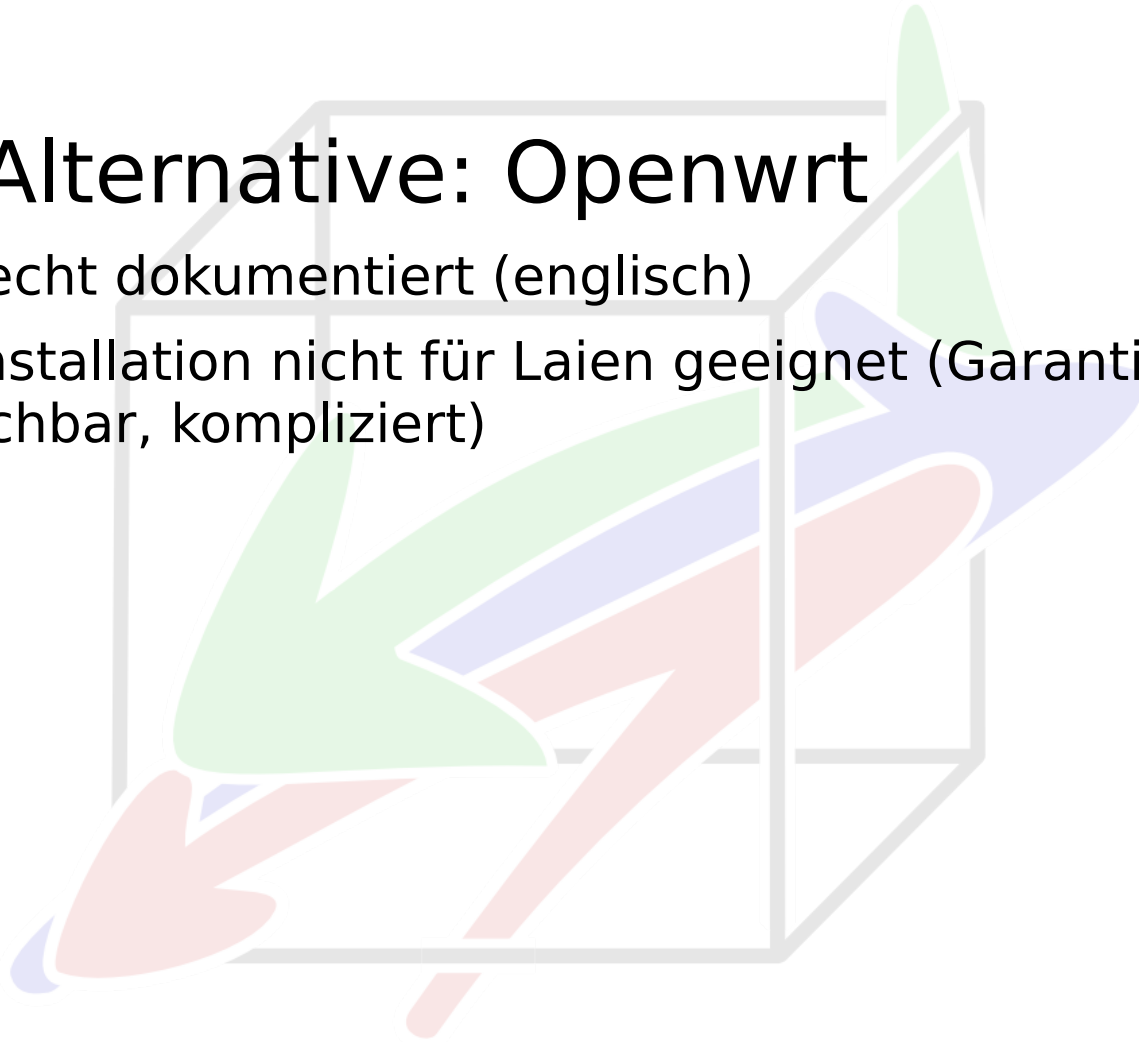 Alternative: Openwrt
echt dokumentiert (englisch)
nstallation nicht für Laien geeignet (Garanti
chbar, kompliziert)